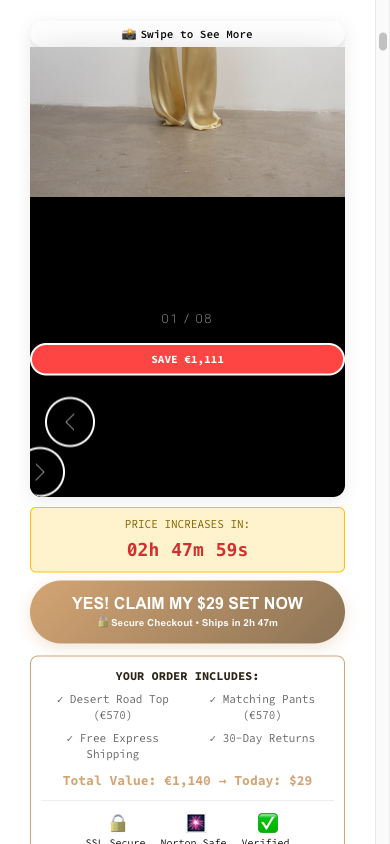 📸 Swipe to See More
01 / 08
SAVE €1,111
PRICE INCREASES IN:
02h 47m 59s
YES! CLAIM MY $29 SET NOW
🔒 Secure Checkout • Ships in 2h 47m
YOUR ORDER INCLUDES:
✓ Desert Road Top
(€570)
✓ Matching Pants
(€570)
✓ Free Express
Shipping
✓ 30-Day Returns
Total Value: €1,140 → Today: $29
SSL Secure
Norton Safe
Verified